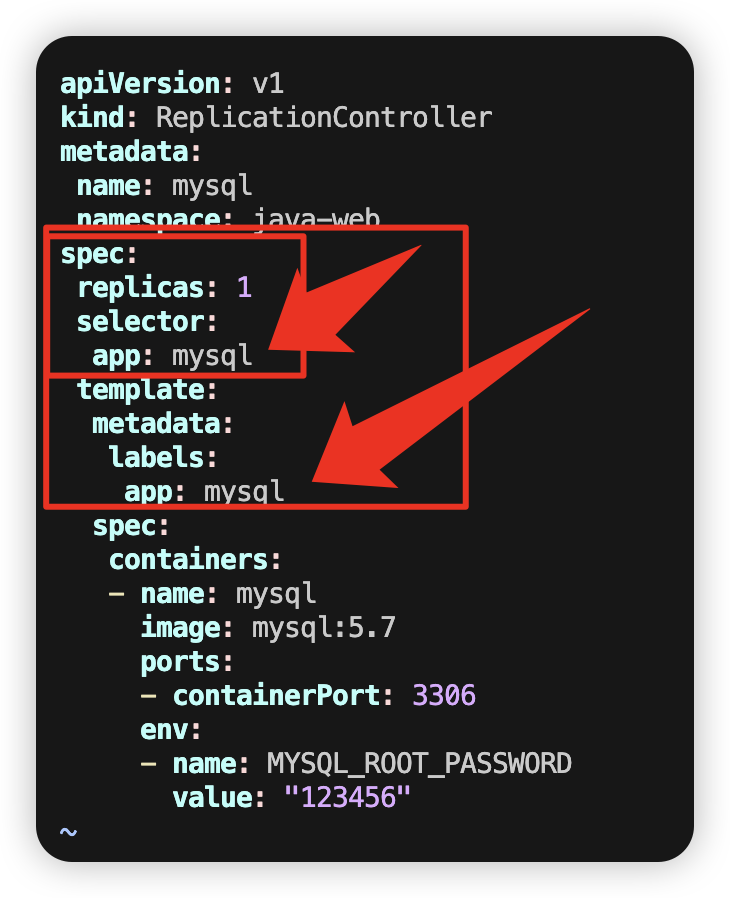 apiVersion: v1
kind: ReplicationController
metadata:
 name: mysql
 namespace: java-web
spec:
 replicas: 1
 selector:
  app: mysql
 template:
  metadata:
   labels:
    app: mysql
  spec:
   containers:
   - name: mysql
     image: mysql:5.7
     ports:
     - containerPort: 3306
     env:
     - name: MYSQL_ROOT_PASSWORD
       value: "123456"
~